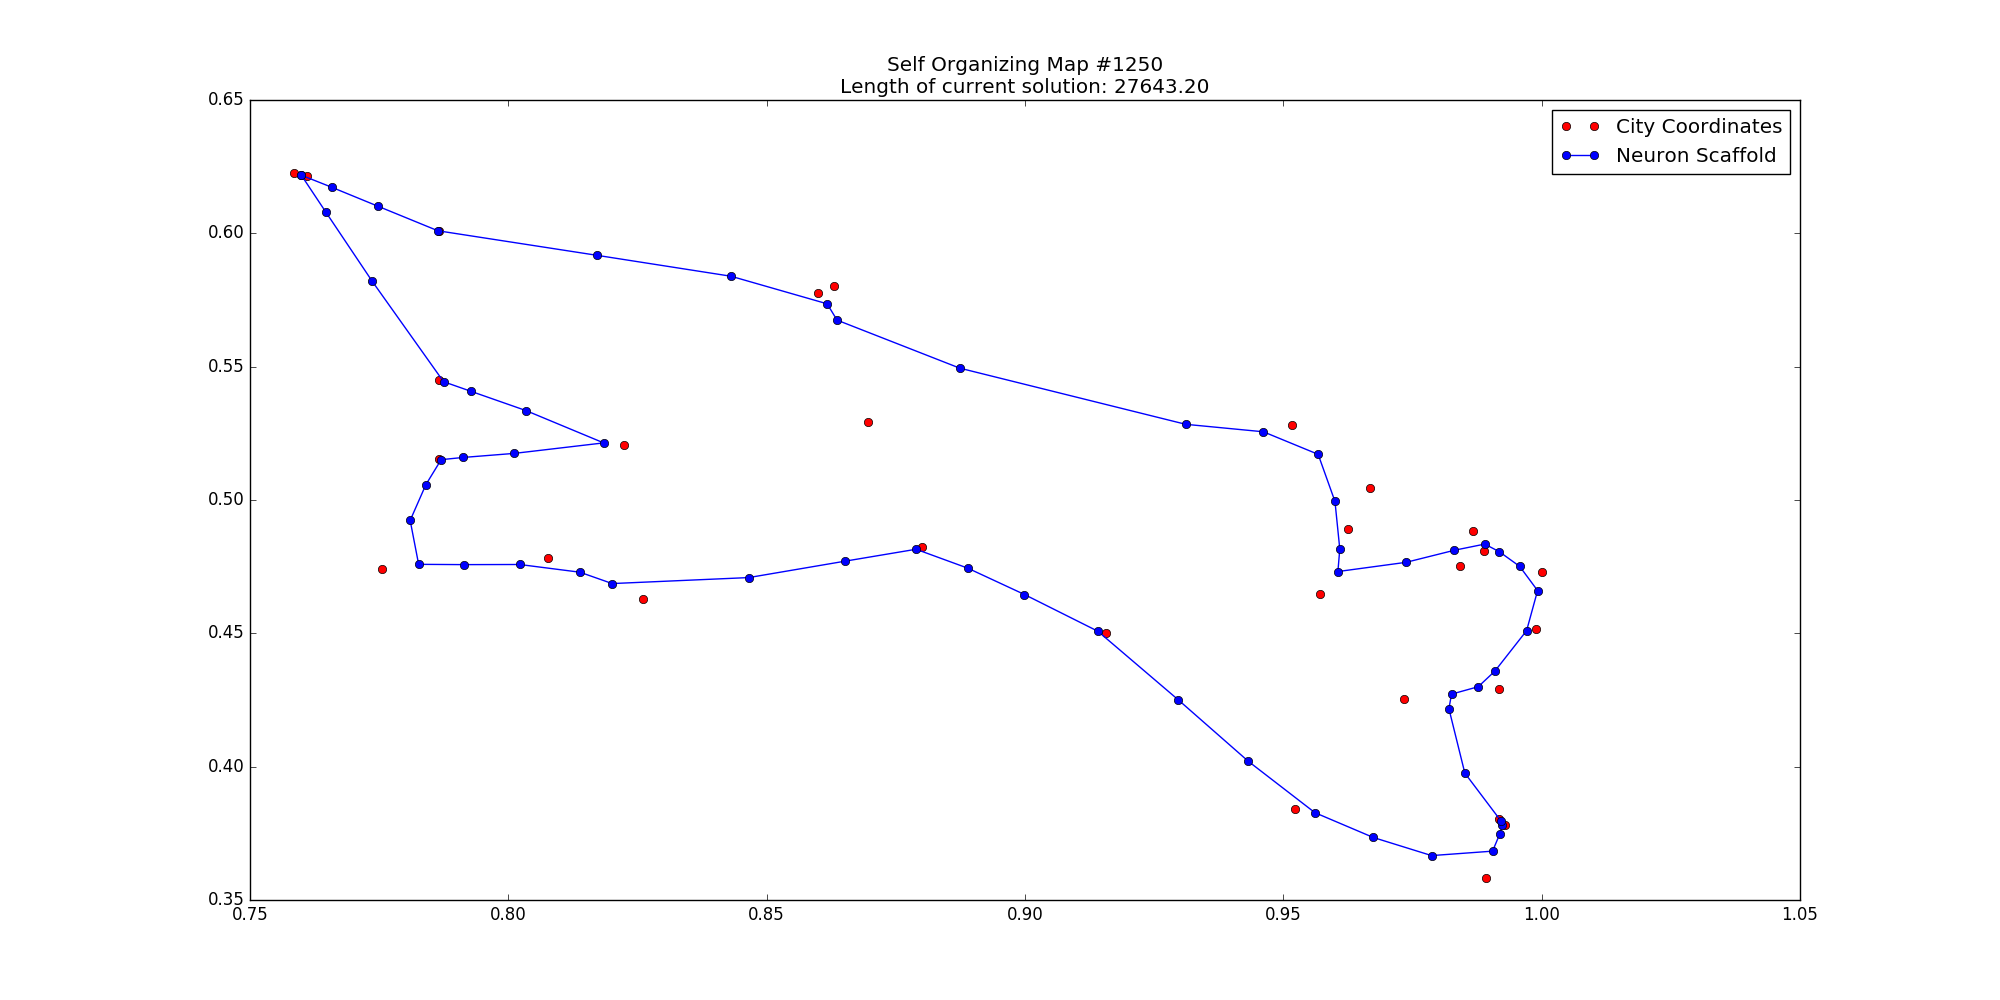 Self Organizing Map #1250
Length of current solution: 27643.20
City Coordinates
Neuron Scaffold
0.65
0.60
0.55
0.50
0.45
0.40
0.35
0.75 0.80 0.85 0.90 0.95 1.00 1.05